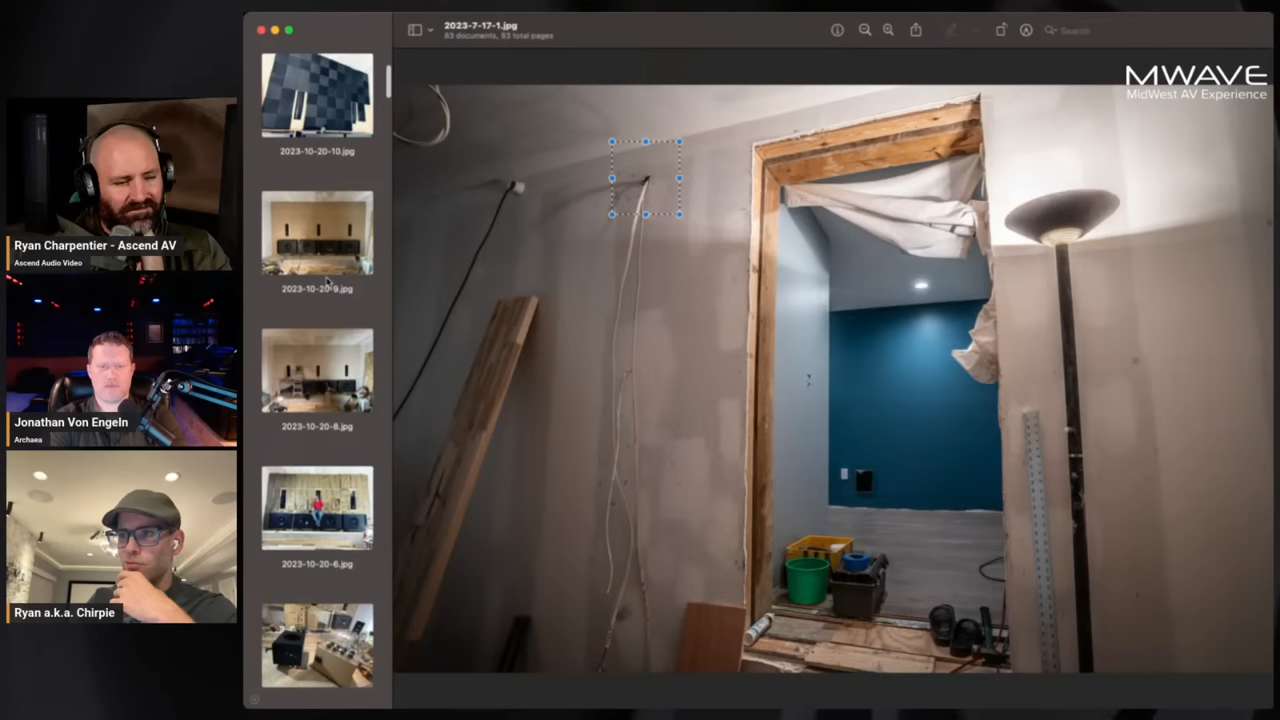 2023-7-17-1.jpg
83 documents, 83 total pages
Search
MWAVE
MidWest AV Experience
2023-10-20-10.jpg
2023-10-20-9.jpg
2023-10-20-8.jpg
2023-10-20-6.jpg
Ryan Charpentier - Ascend AV
Ascend Audio Video
Jonathan Von Engeln
Archaea
Ryan a.k.a. Chirpie